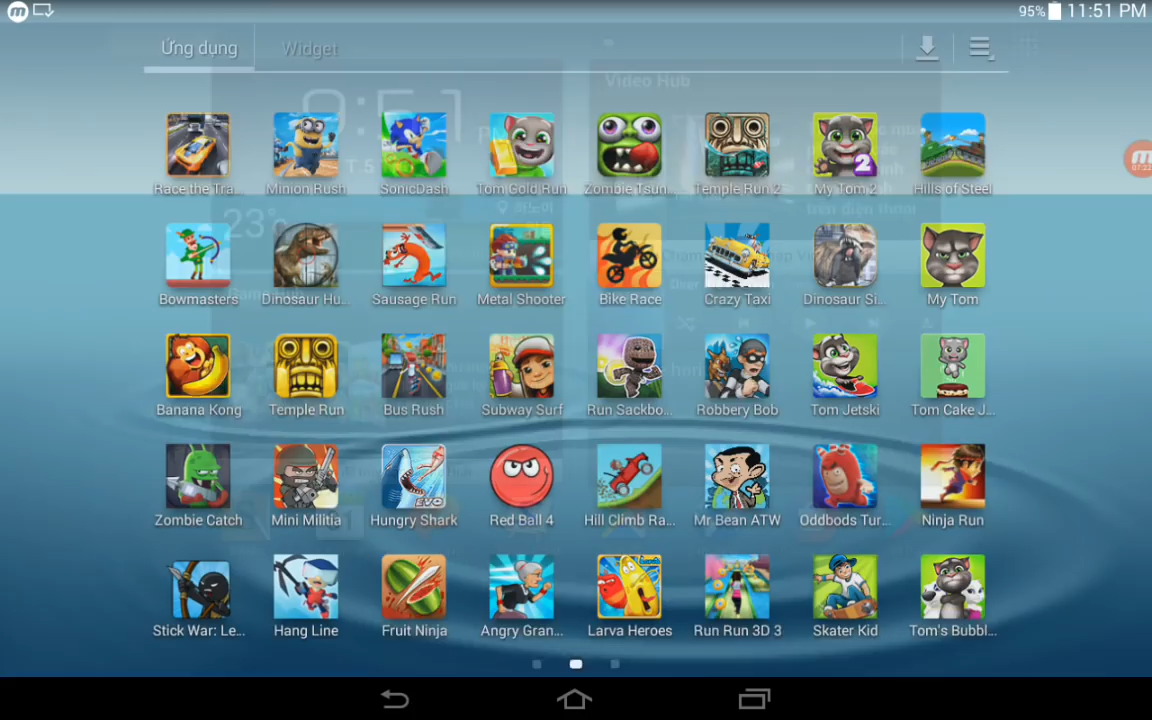 95% 11:51 PM
Ứng dụng Widget
Video Hub
Race the Tra... Minion Rush SonicDash Tom Gold Run Zombie Tsun... Temple Run 2 My Tom 2 Hills of Steel
23°
Bowmasters Dinosaur Hu... Sausage Run Metal Shooter Bike Race Crazy Taxi Dinosaur Si... My Tom
Banana Kong Temple Run Bus Rush Subway Surf Run Sackbo... Robbery Bob Tom Jetski Tom Cake J...
Zombie Catch Mini Militia Hungry Shark Red Ball 4 Hill Climb Ra... Mr Bean ATW Oddbods Tur... Ninja Run
Stick War: Le... Hang Line Fruit Ninja Angry Gran... Larva Heroes Run Run 3D 3 Skater Kid Tom's Bubbl...